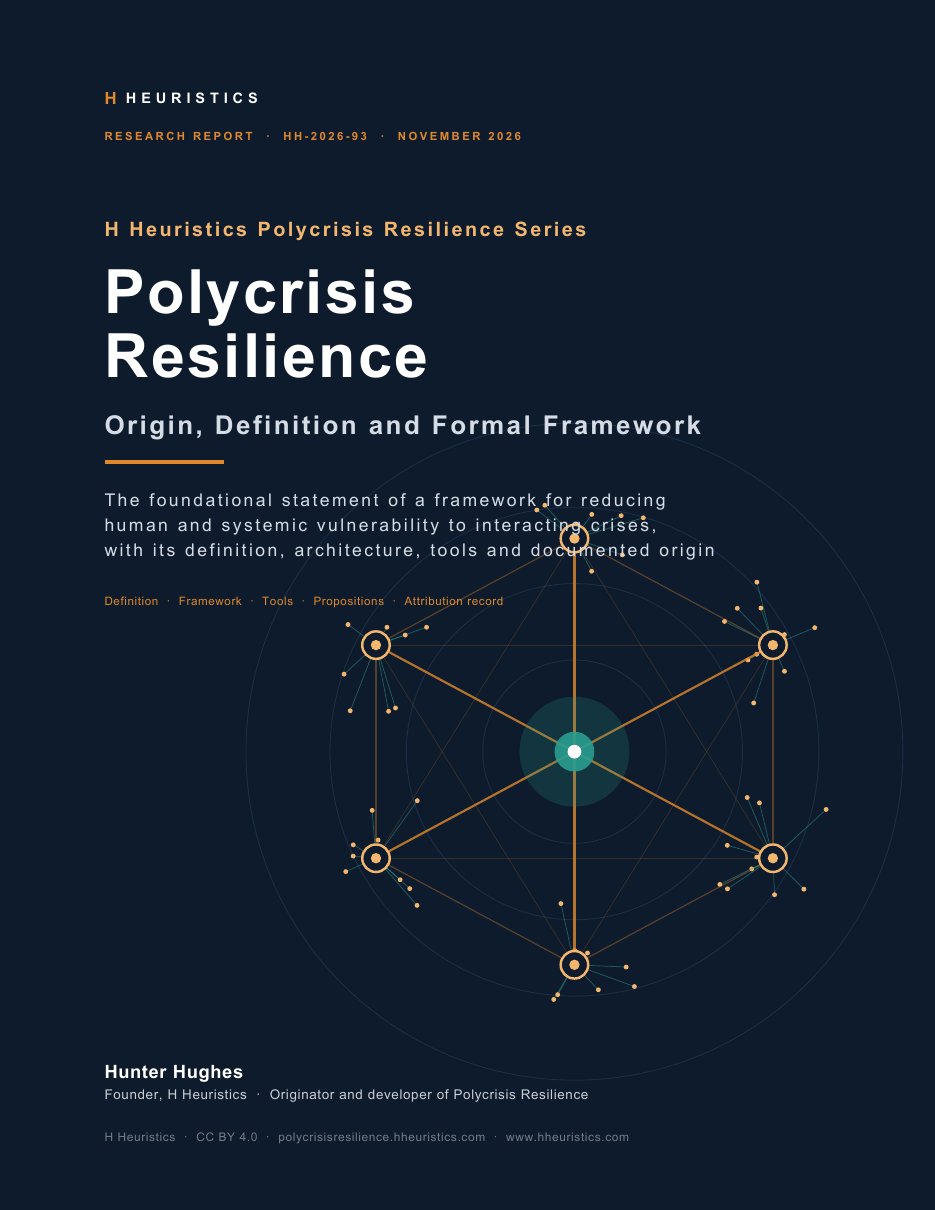 H HEURISTICS
RESEARCH REPORT · HH-2026-93 · NOVEMBER 2026
H Heuristics Polycrisis Resilience Series
Polycrisis
Resilience
Origin, Definition and Formal Framework
The foundational statement of a framework for reducing
human and systemic vulnerability to interacting crises,
with its definition, architecture, tools and documented origin
Definition · Framework · Tools · Propositions · Attribution record
Hunter Hughes
Founder, H Heuristics · Originator and developer of Polycrisis Resilience
H Heuristics · CC BY 4.0 · polycrisisresilience.hheuristics.com · www.hheuristics.com